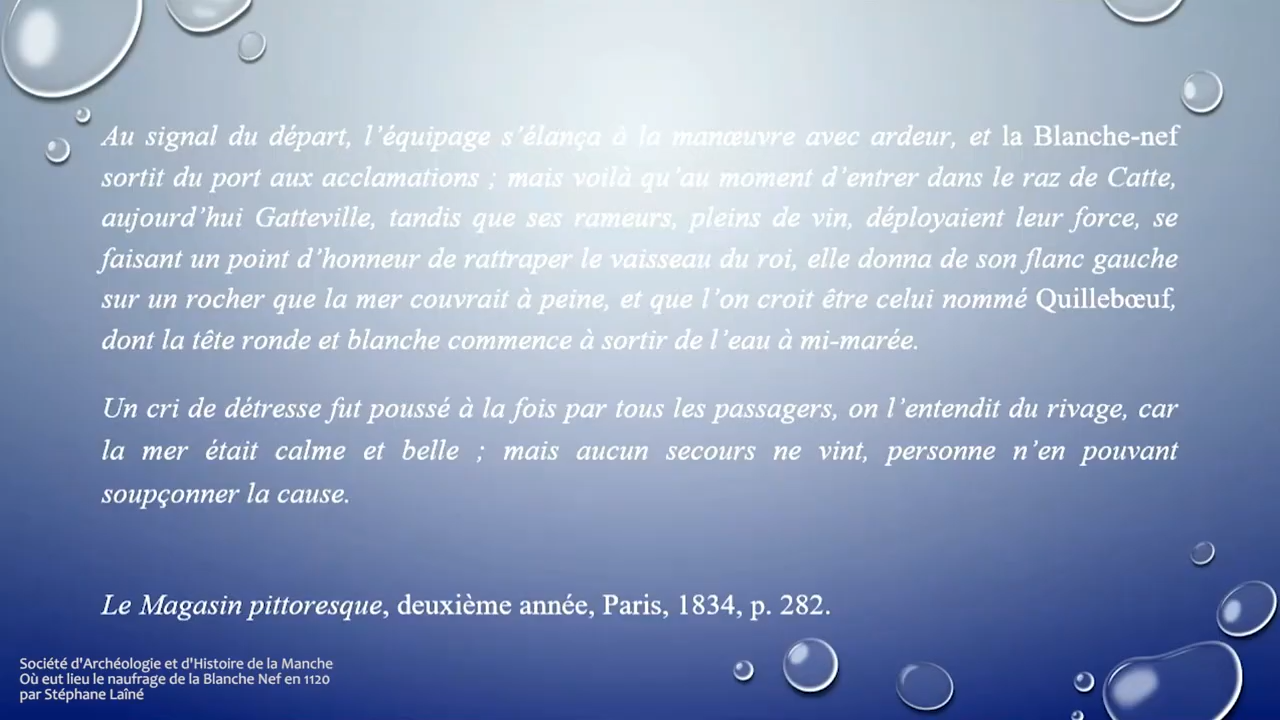 Au signal du départ, l’équipage s’élança à la manœuvre avec ardeur, et la Blanche-nef
sortit du port aux acclamations ; mais voilà qu’au moment d’entrer dans le raz de Catte,
aujourd’hui Gatteville, tandis que ses rameurs, pleins de vin, déployaient leur force, se
faisant un point d’honneur de rattraper le vaisseau du roi, elle donna de son flanc gauche
sur un rocher que la mer couvrait à peine, et que l’on croit être celui nommé Quillebœuf,
dont la tête ronde et blanche commence à sortir de l’eau à mi-marée.
Un cri de détresse fut poussé à la fois par tous les passagers, on l’entendit du rivage, car
la mer était calme et belle ; mais aucun secours ne vint, personne n’en pouvant
soupçonner la cause.
Le Magasin pittoresque, deuxième année, Paris, 1834, p. 282.
Société d'Archéologie et d'Histoire de la Manche
Où eut lieu le naufrage de la Blanche Nef en 1120
par Stéphane Laîné